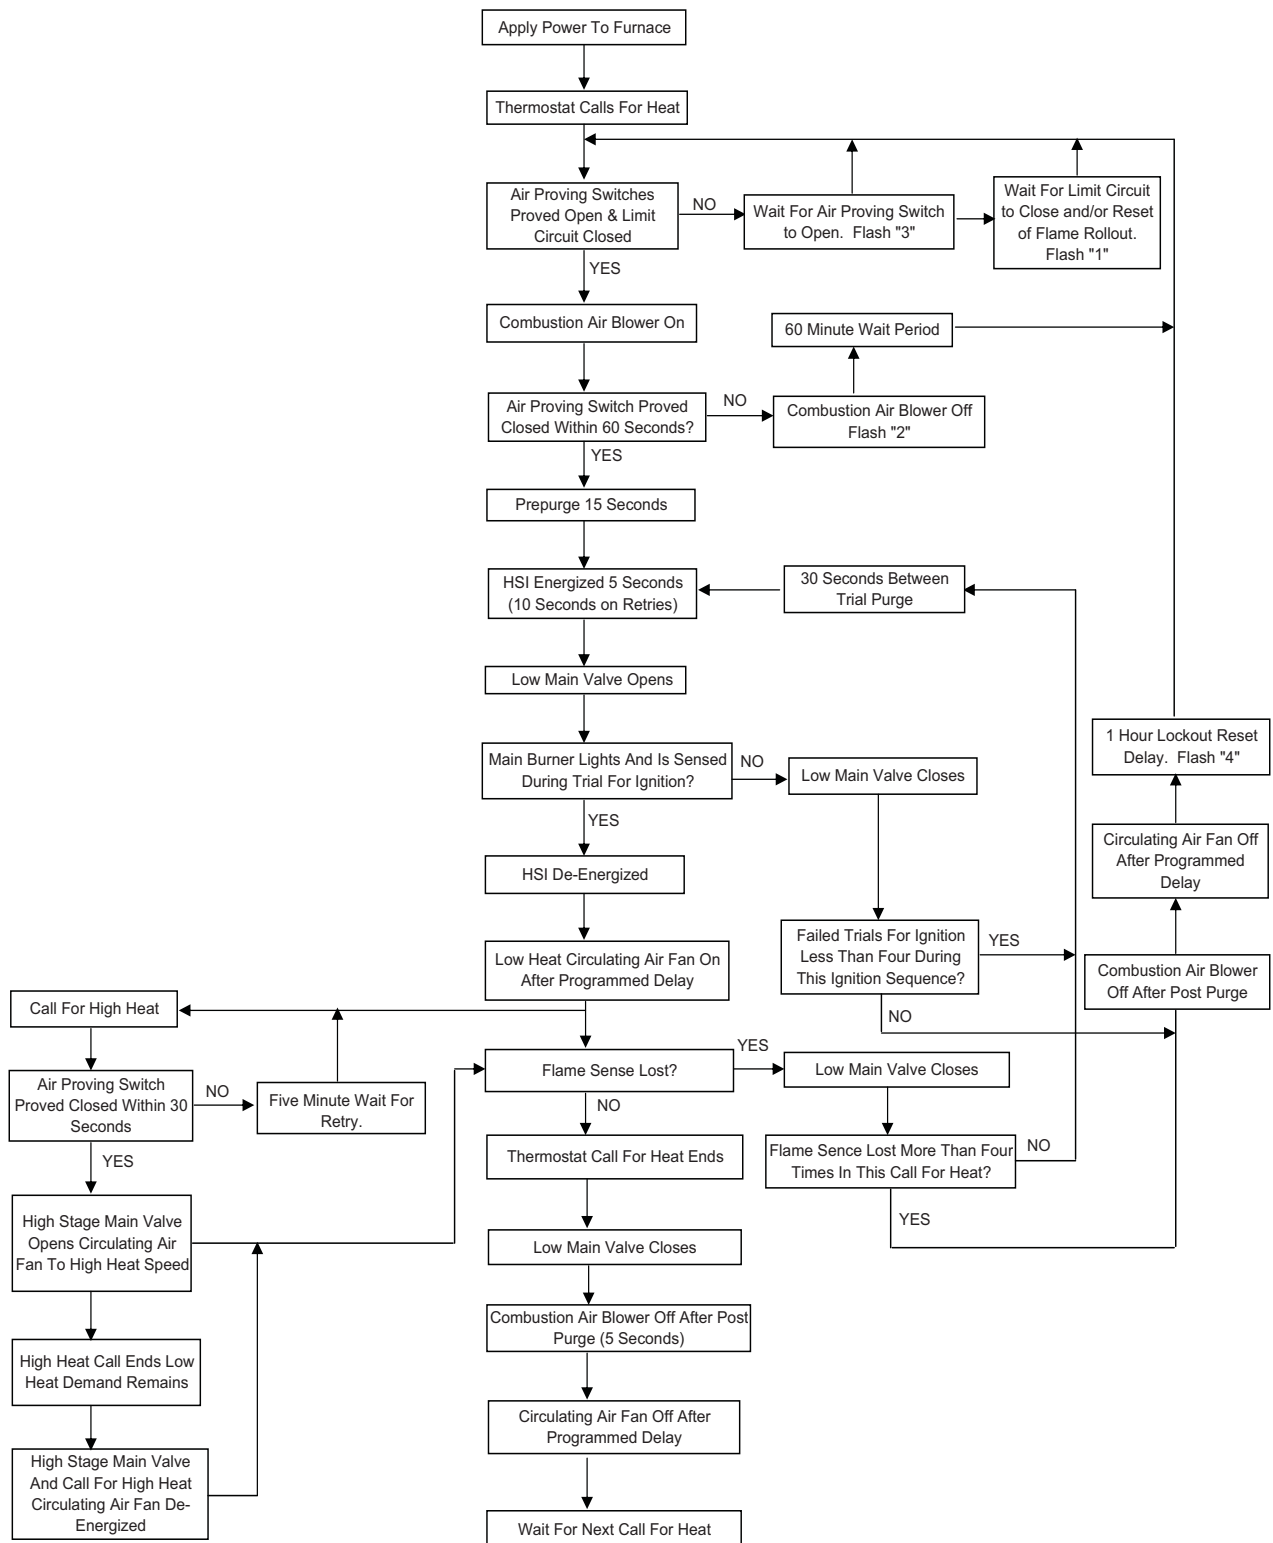 Apply Power To Furnace
Thermostat Calls For Heat
Air Proving Switches
Proved Open & Limit
Circuit Closed
NO
Wait For Air Proving Switch
to Open. Flash "3"
Wait For Limit Circuit
to Close and/or Reset
of Flame Rollout.
Flash "1"
YES
Combustion Air Blower On
60 Minute Wait Period
Air Proving Switch Proved
Closed Within 60 Seconds?
NO
Combustion Air Blower Off
Flash "2"
YES
Prepurge 15 Seconds
HSI Energized 5 Seconds
(10 Seconds on Retries)
30 Seconds Between
Trial Purge
Low Main Valve Opens
Main Burner Lights And Is Sensed
During Trial For Ignition?
NO
Low Main Valve Closes
1 Hour Lockout Reset
Delay. Flash "4"
YES
HSI De-Energized
Circulating Air Fan Off
After Programmed
Delay
Low Heat Circulating Air Fan On
After Programmed Delay
Failed Trials For Ignition
Less Than Four During
This Ignition Sequence?
YES
NO
Combustion Air Blower
Off After Post Purge
Call For High Heat
Air Proving Switch
Proved Closed Within 30
Seconds
NO
Five Minute Wait For
Retry.
YES
Flame Sense Lost?
YES
Low Main Valve Closes
NO
Thermostat Call For Heat Ends
Flame Sence Lost More Than Four
Times In This Call For Heat?
NO
YES
High Stage Main Valve
Opens Circulating Air
Fan To High Heat Speed
Low Main Valve Closes
Combustion Air Blower Off After Post
Purge (5 Seconds)
High Heat Call Ends Low
Heat Demand Remains
Circulating Air Fan Off After
Programmed Delay
High Stage Main Valve
And Call For High Heat
Circulating Air Fan De-
Energized
Wait For Next Call For Heat